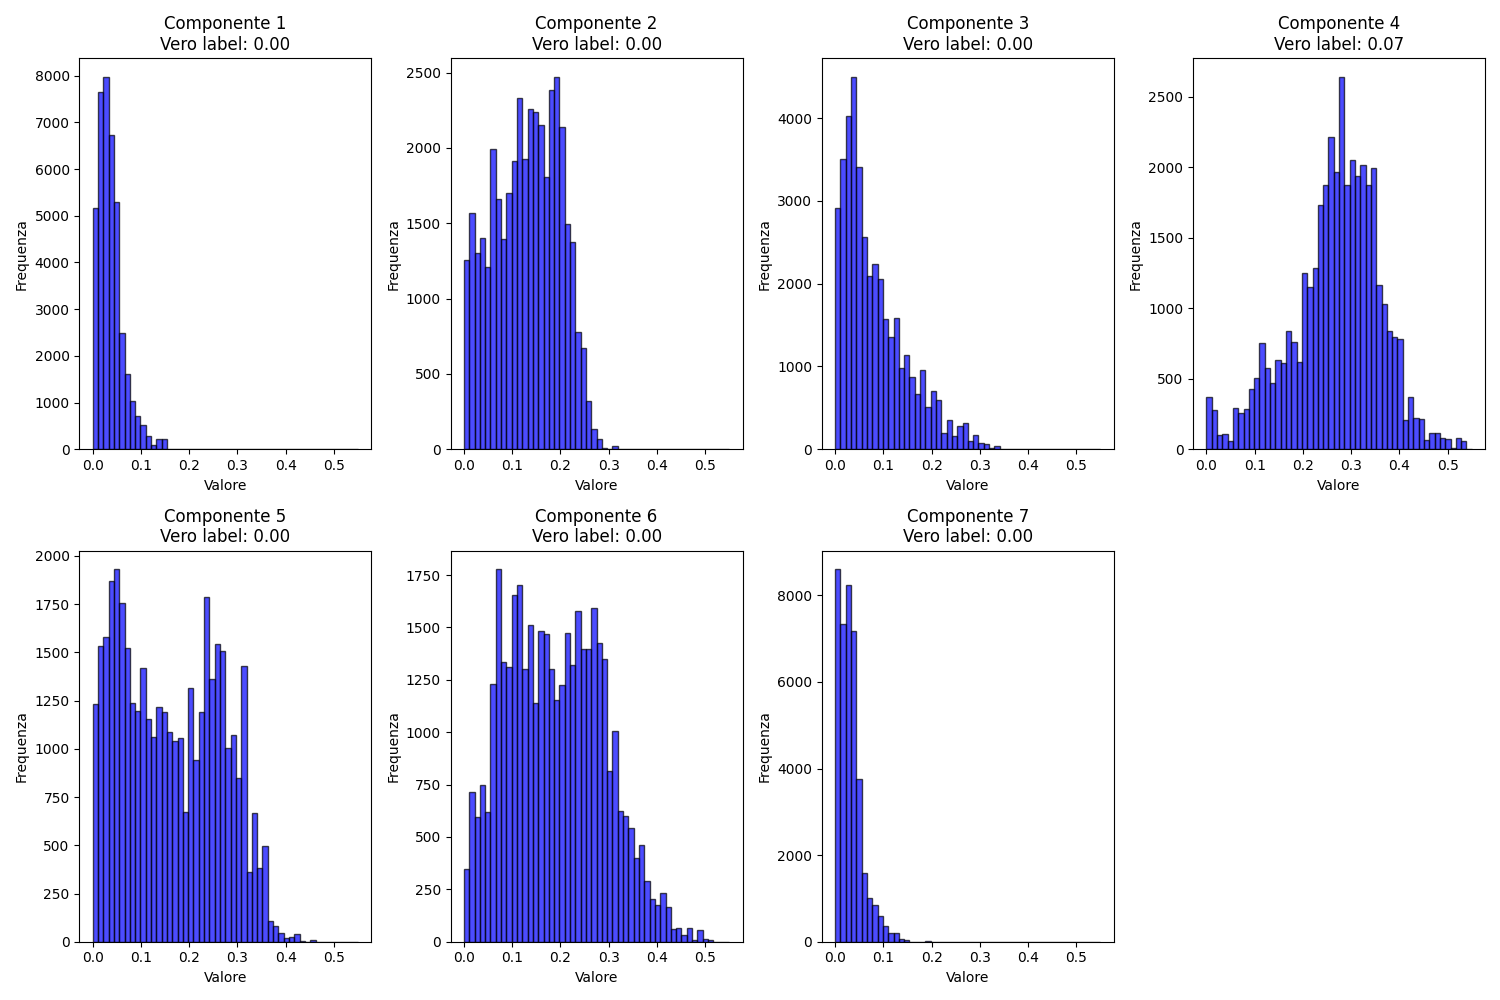 Componente 1
Vero label: 0.00
Componente 2
Vero label: 0.00
Componente 3
Vero label: 0.00
Componente 4
Vero label: 0.07
Frequenza
8000
7000
6000
5000
4000
3000
2000
1000
0
0.0 0.1 0.2 0.3 0.4 0.5
Valore
Frequenza
2500
2000
1500
1000
500
0
0.0 0.1 0.2 0.3 0.4 0.5
Valore
Frequenza
4000
3000
2000
1000
0
0.0 0.1 0.2 0.3 0.4 0.5
Valore
Frequenza
2500
2000
1500
1000
500
0
0.0 0.1 0.2 0.3 0.4 0.5
Valore
Componente 5
Vero label: 0.00
Componente 6
Vero label: 0.00
Componente 7
Vero label: 0.00
Frequenza
2000
1750
1500
1250
1000
750
500
250
0
0.0 0.1 0.2 0.3 0.4 0.5
Valore
Frequenza
1750
1500
1250
1000
750
500
250
0
0.0 0.1 0.2 0.3 0.4 0.5
Valore
Frequenza
8000
6000
4000
2000
0
0.0 0.1 0.2 0.3 0.4 0.5
Valore